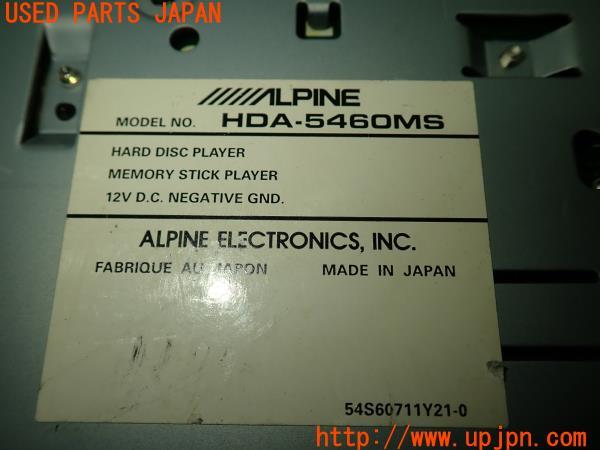 USED PARTS JAPAN
ALPINE
MODEL NO. HDA-5460MS
HARD DISC PLAYER
MEMORY STICK PLAYER
12V D.C. NEGATIVE GND.
ALPINE ELECTRONICS, INC.
FABRIQUE AU JAPON MADE IN JAPAN
54S60711Y21-0
http://www.upjpn.com